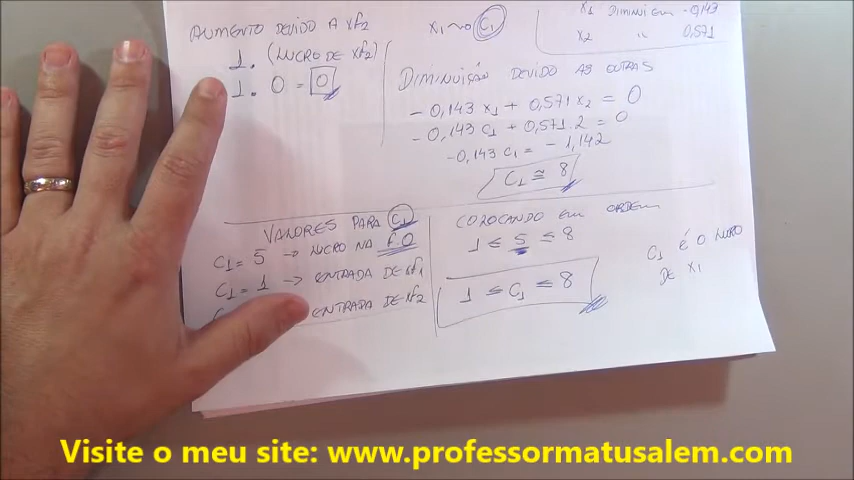 AUMENTO DEVIDO A xf2
1. (LUCRO DE xf2)
1. 0 = 0
x1 ~~> C1
x1 DIMINUI EM -0,143
x2 " 0,571
DIMINUIÇÃO DEVIDO AS OUTRAS
- 0,143 x1 + 0,571 x2 = 0
- 0,143 C1 + 0,571.2 = 0
-0,143 C1 = - 1,142
C1 ≅ 8
VALORES PARA C1
C1 = 5 → LUCRO NA F.O
C1 = 1 → ENTRADA DE xf1
ENTRADA DE xf2
COLOCANDO EM ORDEM
1 ≤ 5 ≤ 8
1 ≤ C1 ≤ 8
C1 é O LUCRO
DE x1
Visite o meu site: www.professormatusalem.com